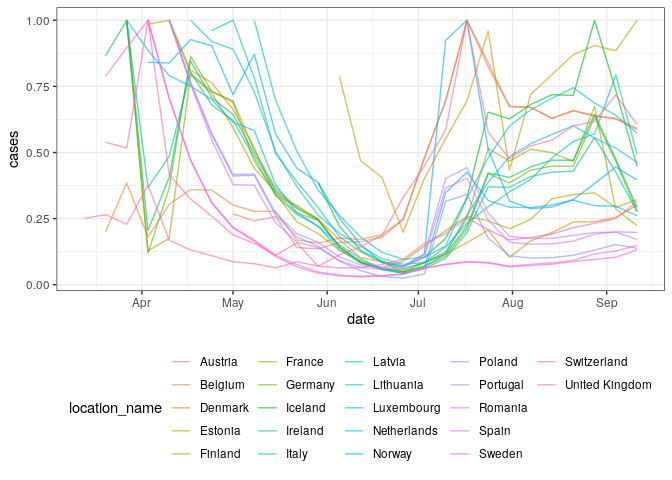 1.00
0.75
0.50
0.25
0.00
cases
Apr May Jun Jul Aug Sep
date
location_name
Austria France Latvia Poland Switzerland
Belgium Germany Lithuania Portugal United Kingdom
Denmark Iceland Luxembourg Romania
Estonia Ireland Netherlands Spain
Finland Italy Norway Sweden